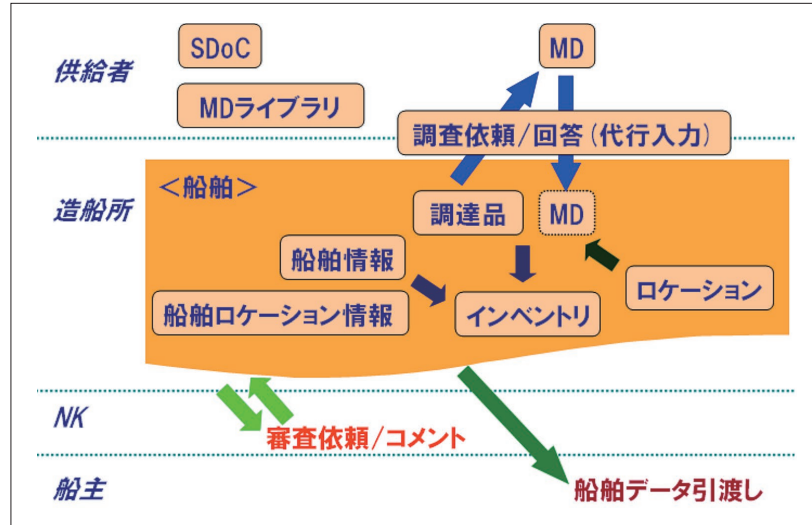 供給者
SDoC
MD
MDライブラリ
調査依頼/回答(代行入力)
造船所
＜船舶＞
調達品
MD
船舶情報
ロケーション
船舶ロケーション情報
インベントリ
NK
審査依頼/コメント
船主
船舶データ引渡し